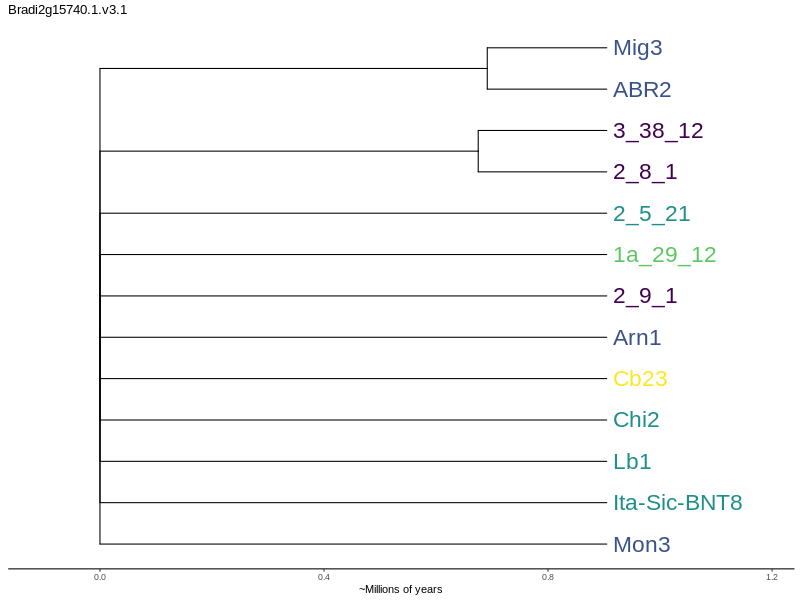 Bradi2g15740.1.v3.1
Mig3
ABR2
3_38_12
2_8_1
2_5_21
1a_29_12
2_9_1
Arn1
Cb23
Chi2
Lb1
Ita-Sic-BNT8
Mon3
0.0 0.4 0.8 1.2
~Millions of years